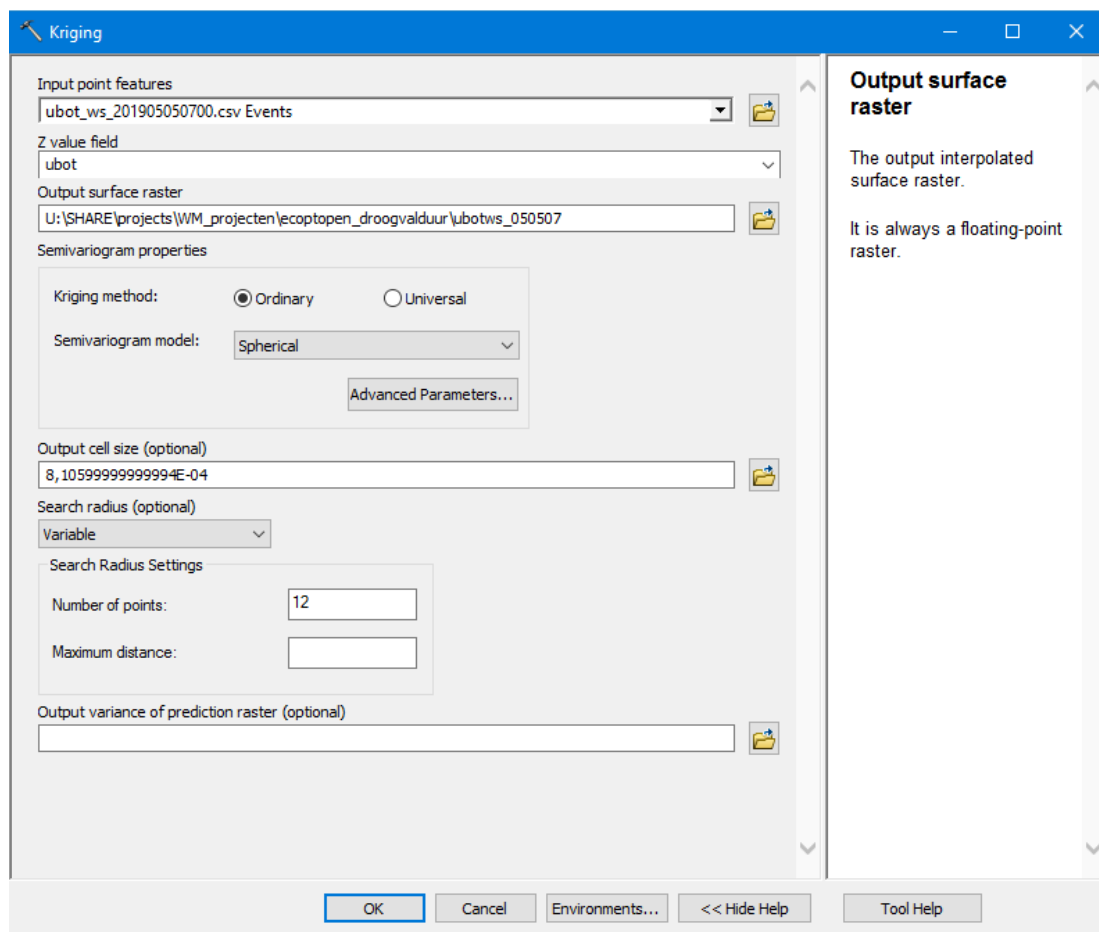 Kriging
Input point features
ubot_ws_201905050700.csv Events
Z value field
ubot
Output surface raster
U:\SHARE\projects\WM_projecten\ecoptopen_droogvalduur\ubotws_050507
Semivariogram properties
Kriging method:
Ordinary
Universal
Semivariogram model:
Spherical
Advanced Parameters...
Output cell size (optional)
8,10599999999994E-04
Search radius (optional)
Variable
Search Radius Settings
Number of points:
12
Maximum distance:
Output variance of prediction raster (optional)
Output surface
raster
The output interpolated
surface raster.
It is always a floating-point
raster.
OK
Cancel
Environments...
<< Hide Help
Tool Help